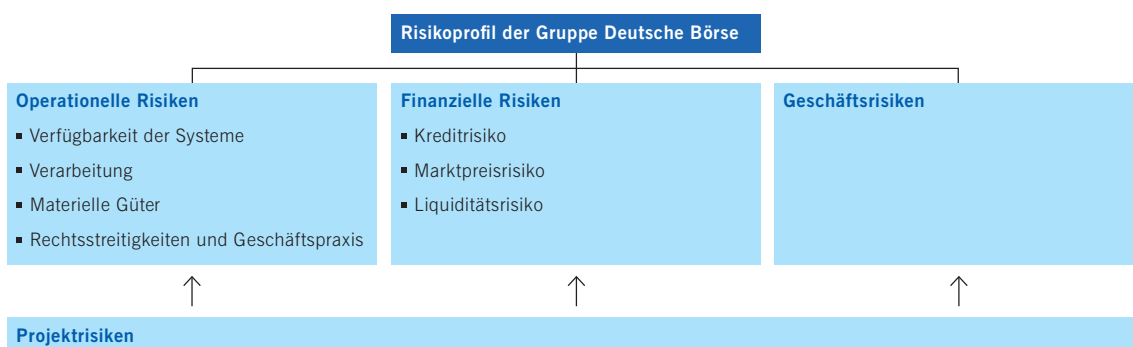 Risikoprofil der Gruppe Deutsche Börse
Operationelle Risiken
▪ Verfügbarkeit der Systeme
▪ Verarbeitung
▪ Materielle Güter
▪ Rechtsstreitigkeiten und Geschäftspraxis
Finanzielle Risiken
▪ Kreditrisiko
▪ Marktpreisrisiko
▪ Liquiditätsrisiko
Geschäftsrisiken
Projektrisiken